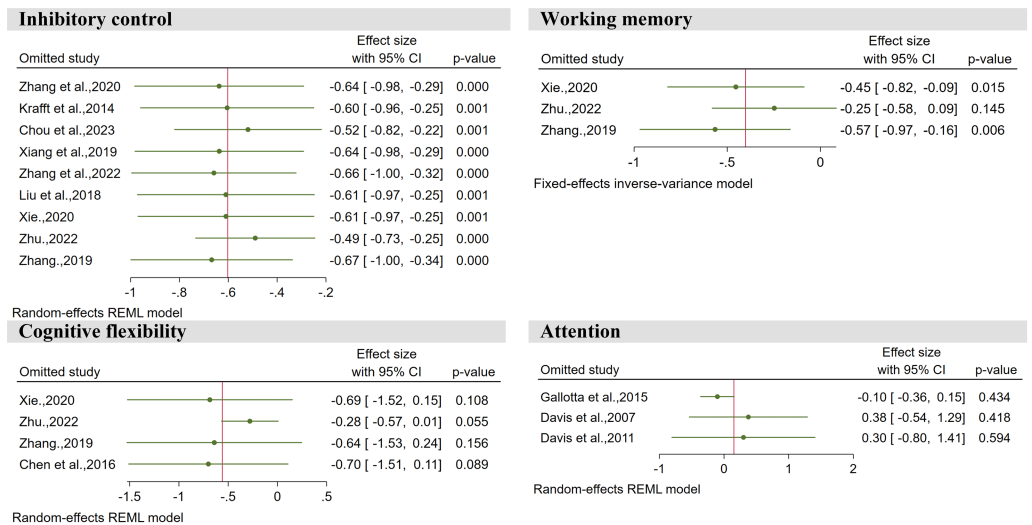 Inhibitory control
Effect size
Omitted study with 95% CI p-value
Zhang et al.,2020 -0.64 [ -0.98, -0.29] 0.000
Krafft et al.,2014 -0.60 [ -0.96, -0.25] 0.001
Chou et al.,2023 -0.52 [ -0.82, -0.22] 0.001
Xiang et al.,2019 -0.64 [ -0.98, -0.29] 0.000
Zhang et al.,2022 -0.66 [ -1.00, -0.32] 0.000
Liu et al.,2018 -0.61 [ -0.97, -0.25] 0.001
Xie.,2020 -0.61 [ -0.97, -0.25] 0.001
Zhu.,2022 -0.49 [ -0.73, -0.25] 0.000
Zhang.,2019 -0.67 [ -1.00, -0.34] 0.000
-1 -.8 -.6 -.4 -.2
Random-effects REML model
Working memory
Effect size
Omitted study with 95% CI p-value
Xie.,2020 -0.45 [ -0.82, -0.09] 0.015
Zhu.,2022 -0.25 [ -0.58, 0.09] 0.145
Zhang.,2019 -0.57 [ -0.97, -0.16] 0.006
-1 -.5 0
Fixed-effects inverse-variance model
Cognitive flexibility
Effect size
Omitted study with 95% CI p-value
Xie.,2020 -0.69 [ -1.52, 0.15] 0.108
Zhu.,2022 -0.28 [ -0.57, 0.01] 0.055
Zhang.,2019 -0.64 [ -1.53, 0.24] 0.156
Chen et al.,2016 -0.70 [ -1.51, 0.11] 0.089
-1.5 -1 -.5 0 .5
Random-effects REML model
Attention
Effect size
Omitted study with 95% CI p-value
Gallotta et al.,2015 -0.10 [ -0.36, 0.15] 0.434
Davis et al.,2007 0.38 [ -0.54, 1.29] 0.418
Davis et al.,2011 0.30 [ -0.80, 1.41] 0.594
-1 0 1 2
Random-effects REML model